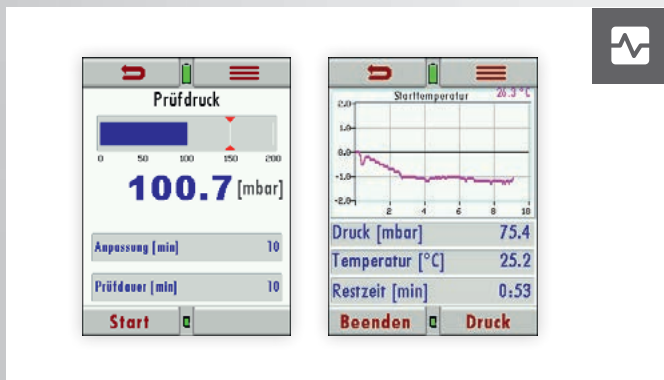 Prüfdruck
0 50 100 150 200
100.7 [mbar]
Anpassung [min] 10
Prüfdauer [min] 10
Start
Starttemperatur 26.3 °C
2.0
1.0
0.0
-1.0
-2.0
2 4 6 8 10
Druck [mbar] 75.4
Temperatur [°C] 25.2
Restzeit [min] 0:53
Beenden Druck